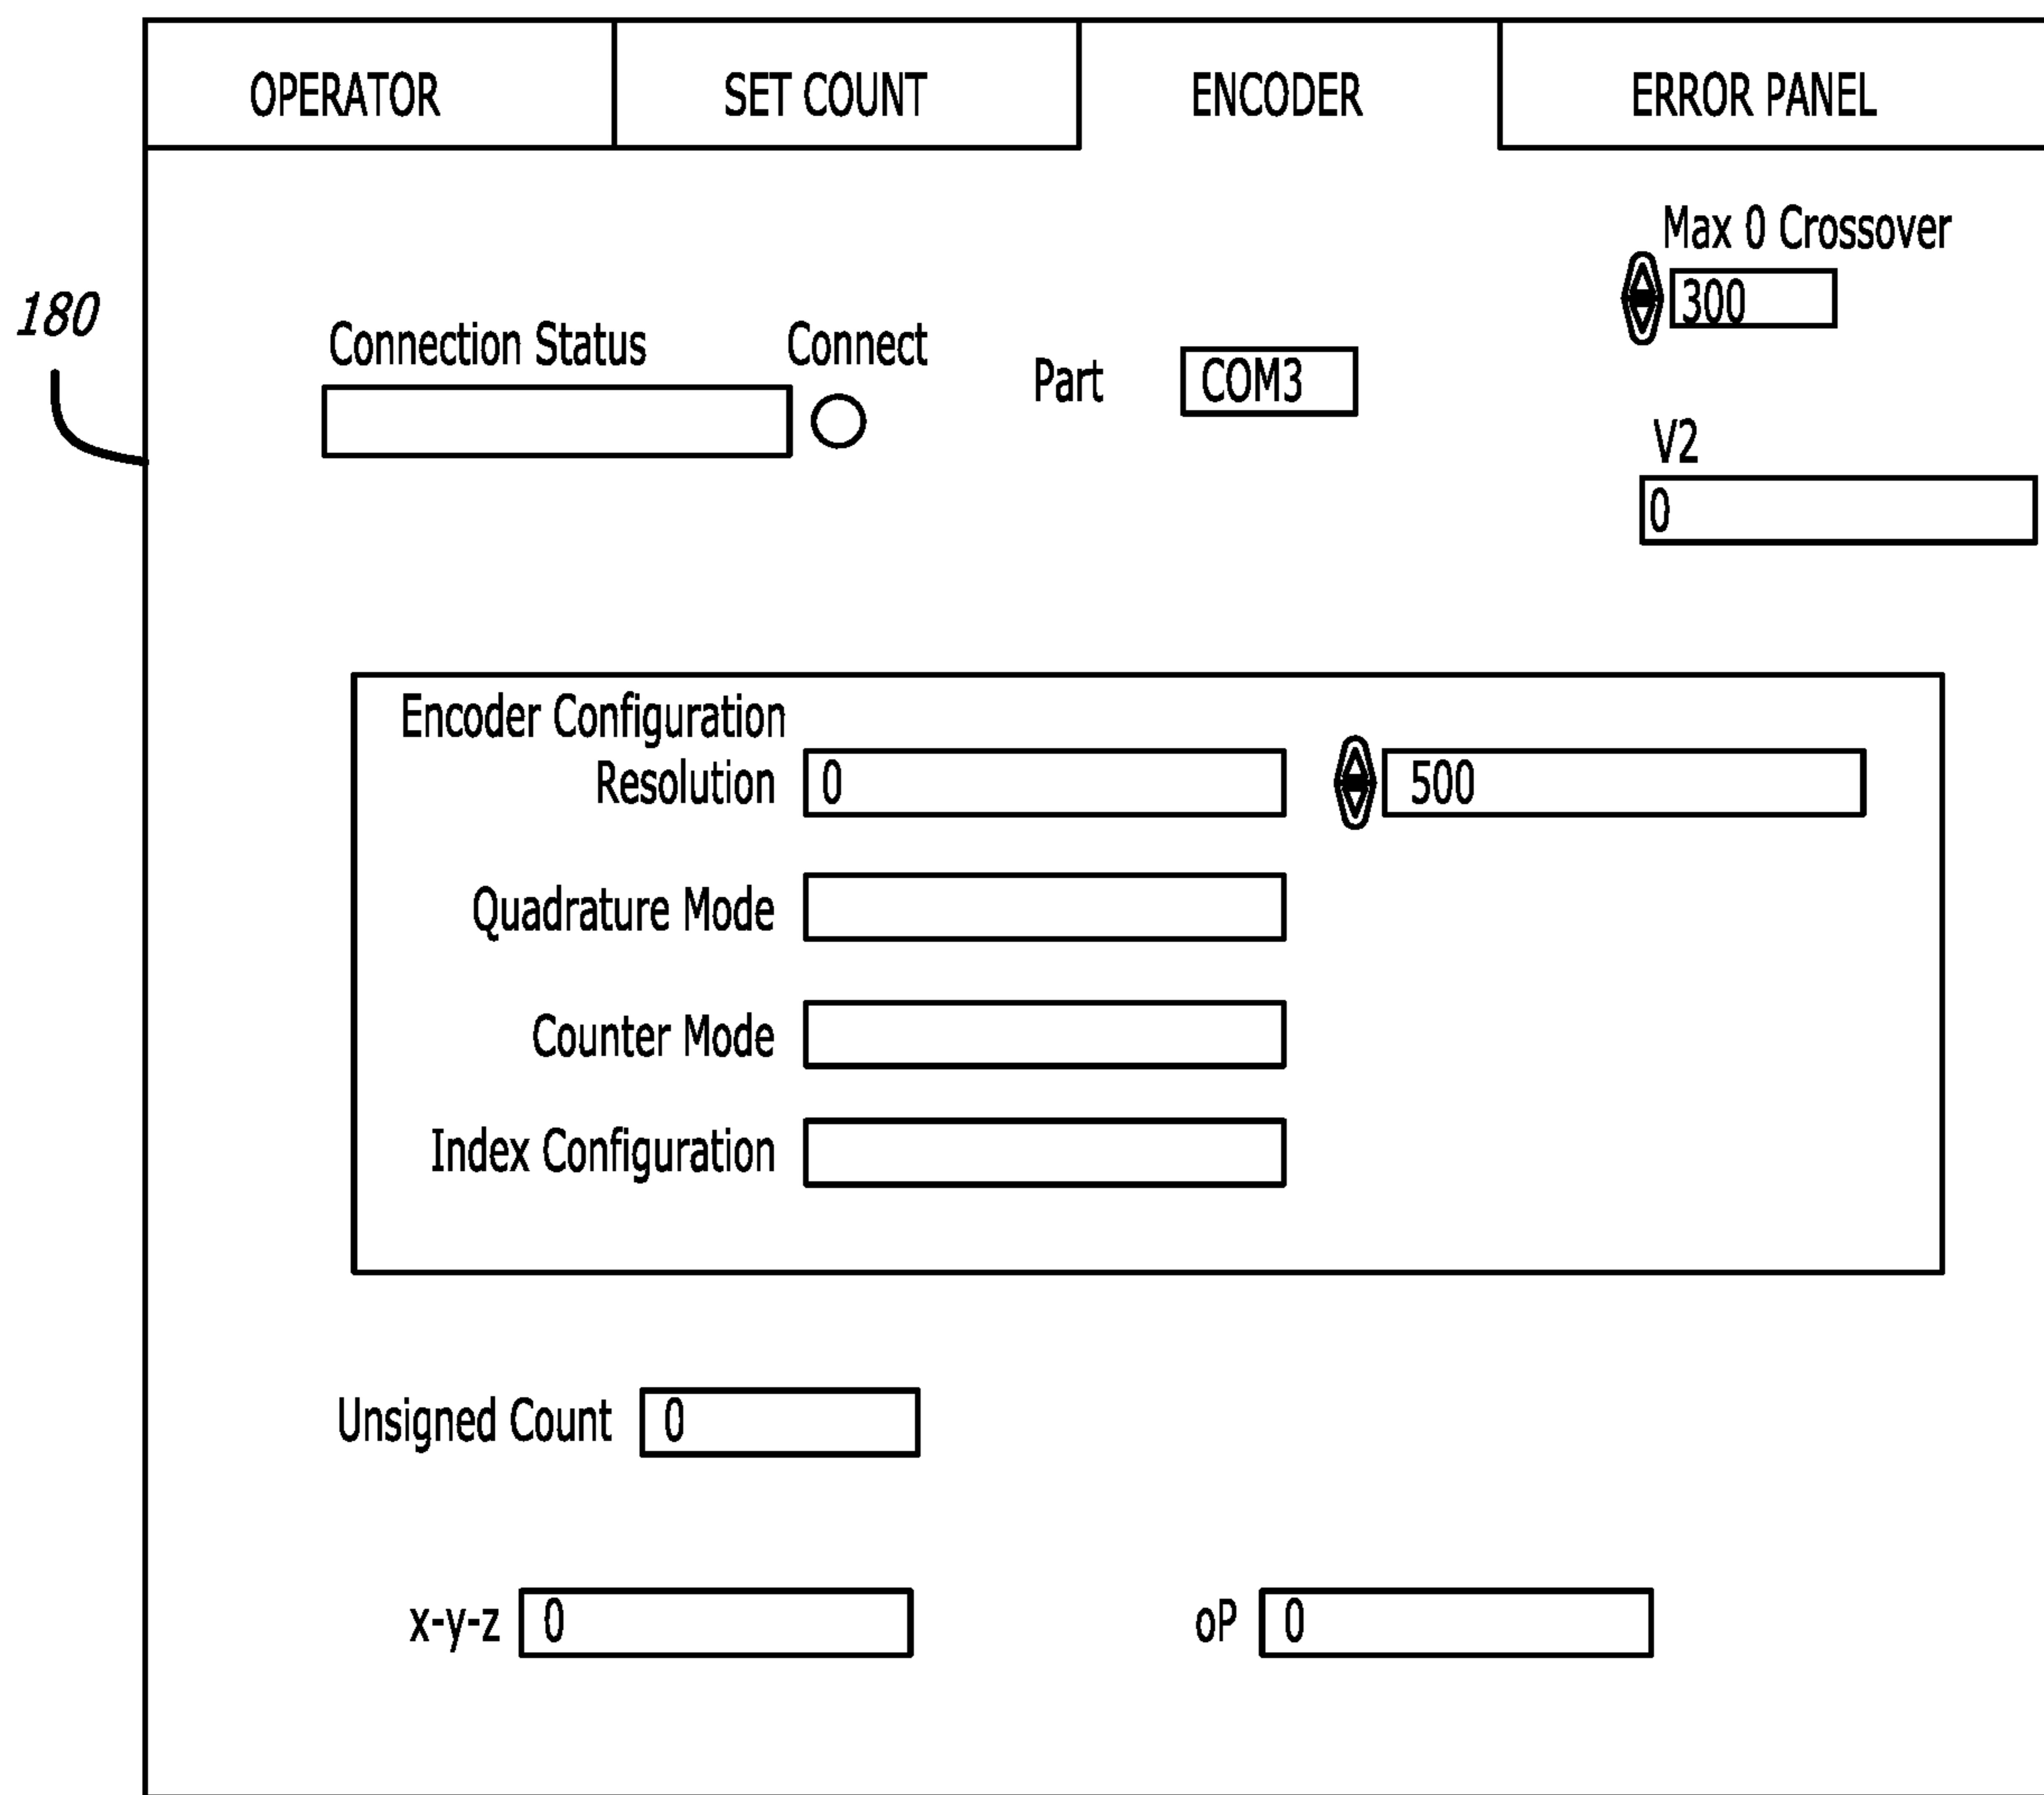 OPERATOR SET COUNT ENCODER ERROR PANEL
Max 0 Crossover
300
180
Connection Status Connect
Part COM3
V2
0
Encoder Configuration
Resolution 0 500
Quadrature Mode
Counter Mode
Index Configuration
Unsigned Count 0
x-y-z 0 oP 0